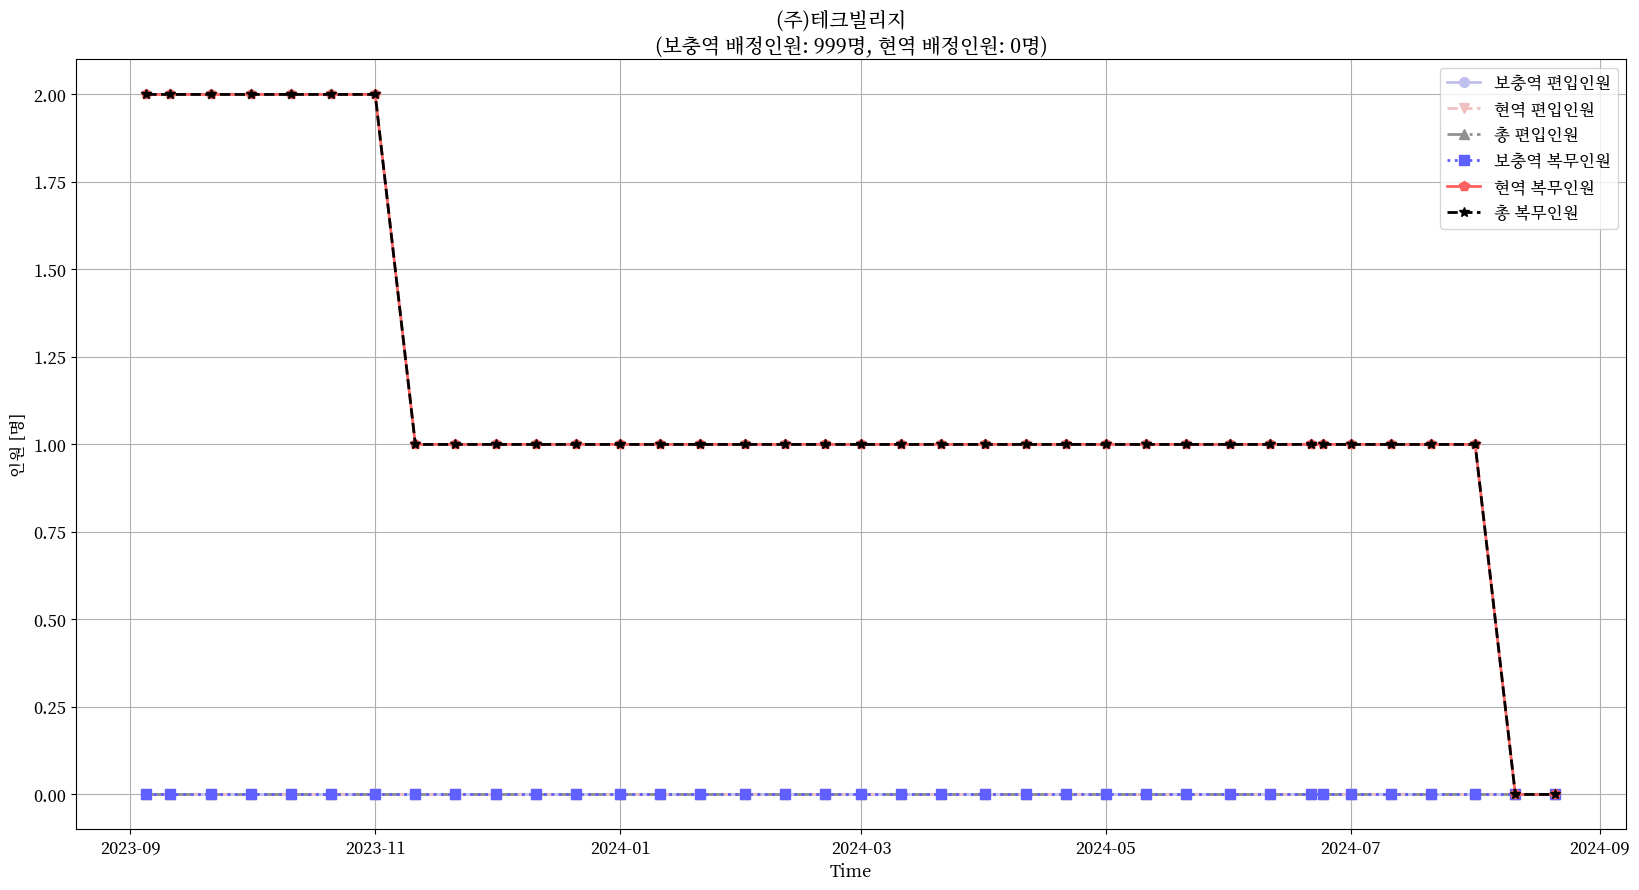 (주)테크빌리지
(보충역 배정인원: 999명, 현역 배정인원: 0명)
보충역 편입인원
현역 편입인원
총 편입인원
보충역 복무인원
현역 복무인원
총 복무인원
인원 [명]
2.00
1.75
1.50
1.25
1.00
0.75
0.50
0.25
0.00
2023-09
2023-11
2024-01
2024-03
2024-05
2024-07
2024-09
Time